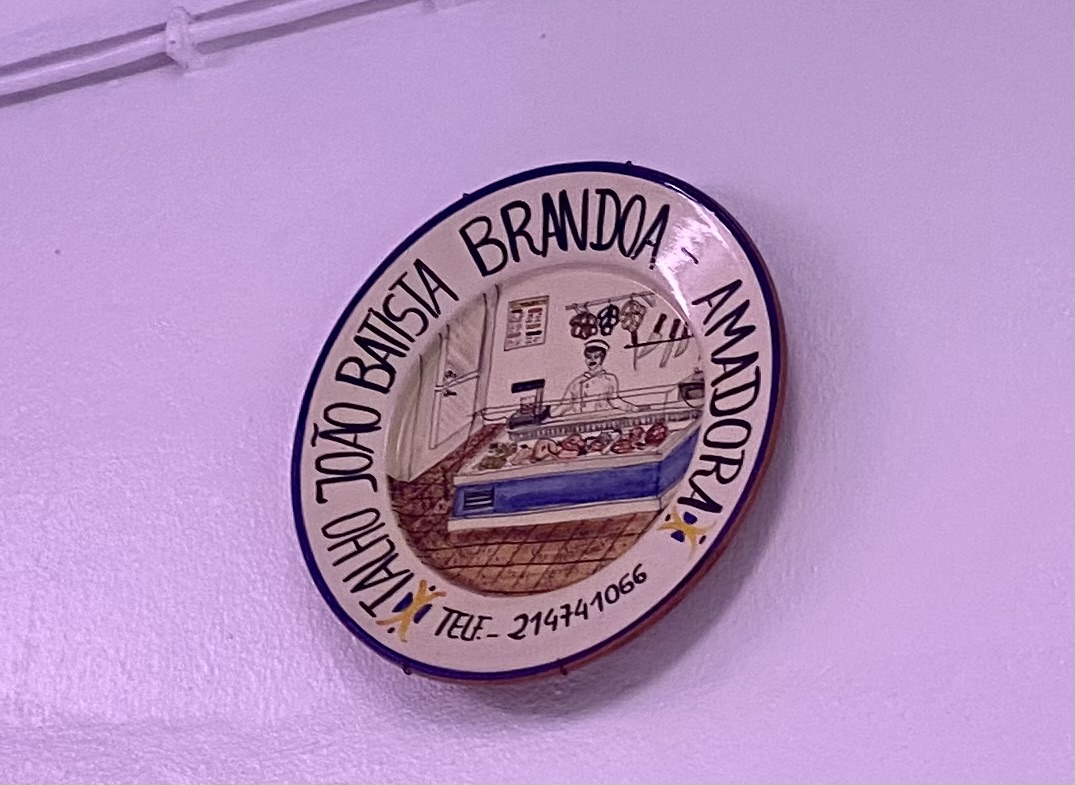 TALHO JOÃO BATISTA BRANDOA - AMADORA
TELF.- 214741066